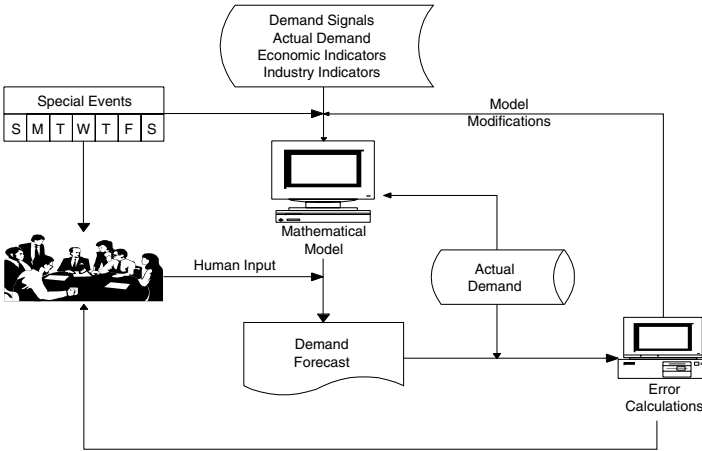 Demand Signals
Actual Demand
Economic Indicators
Industry Indicators
Special Events
S M T W T F S
Model
Modifications
Mathematical
Model
Human Input
Actual
Demand
Demand
Forecast
Error
Calculations